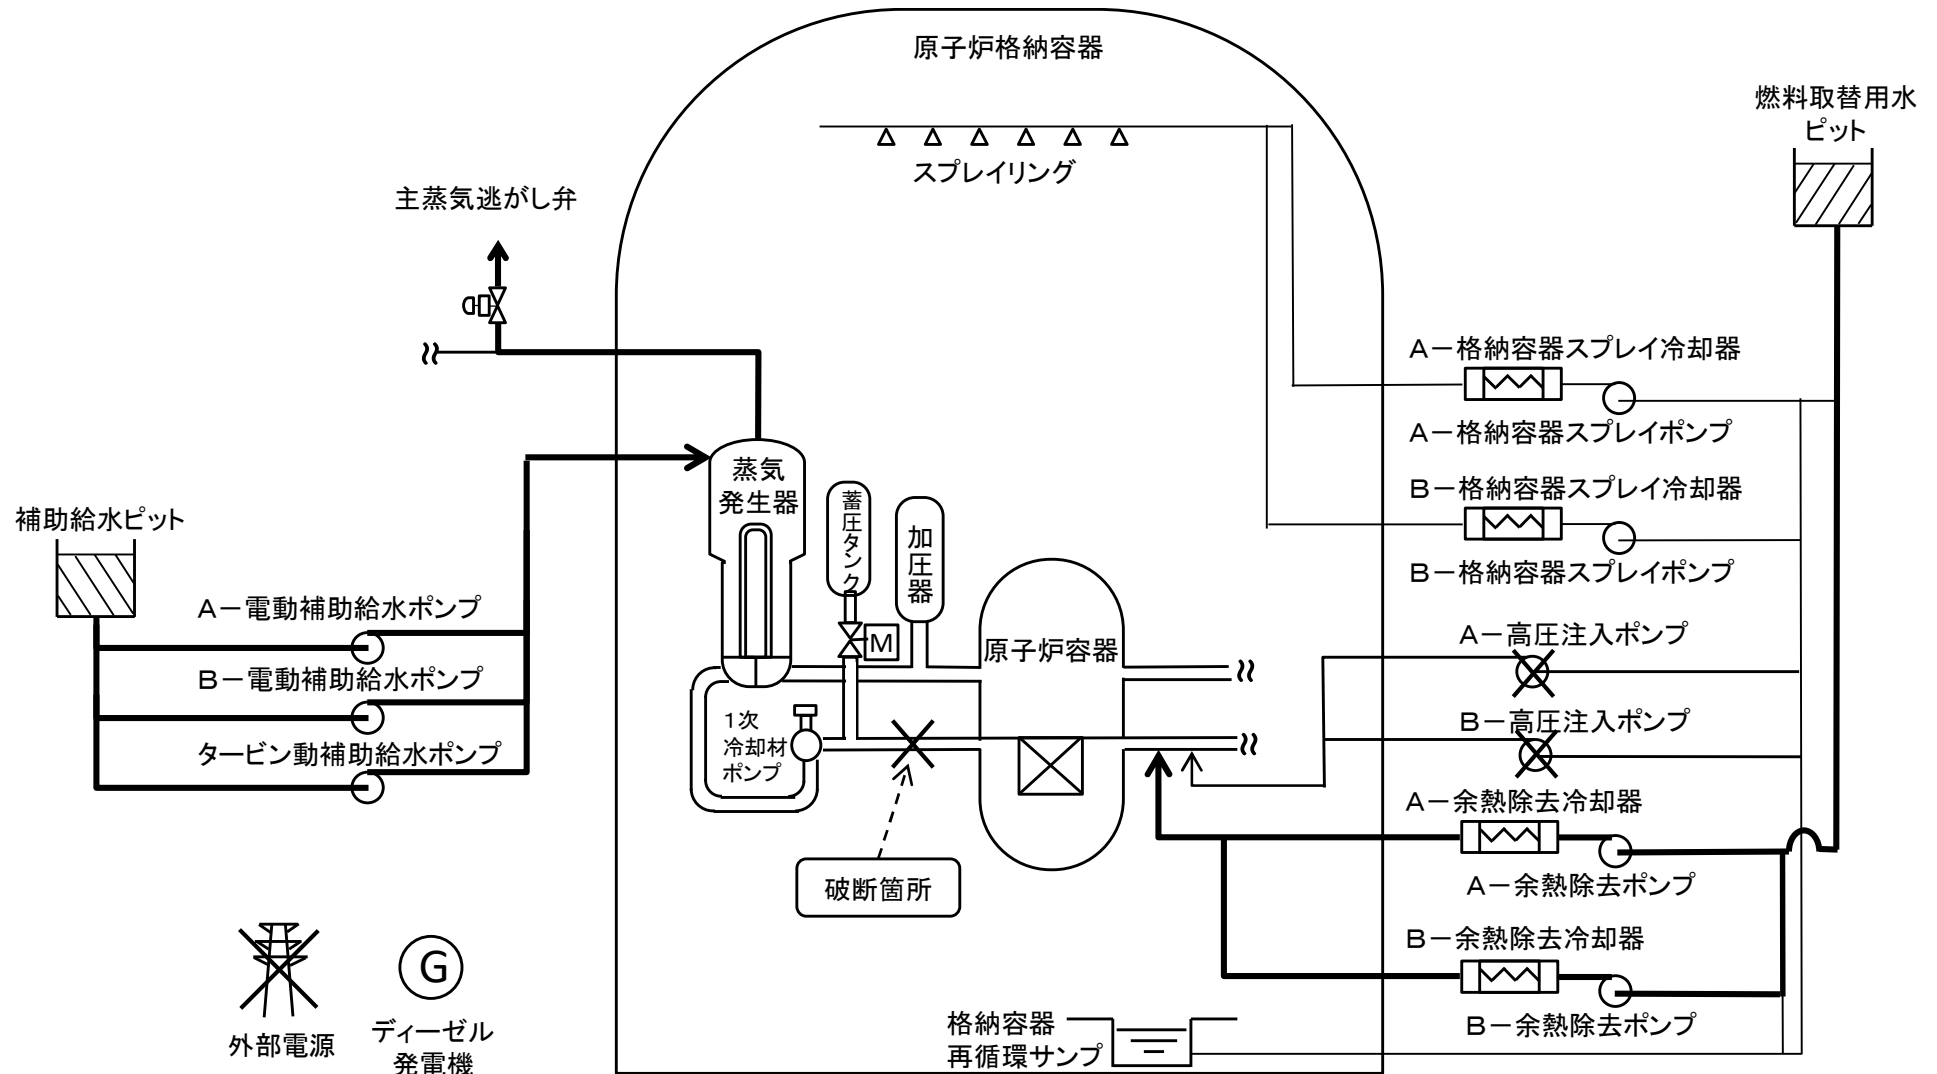 原子炉格納容器
燃料取替用水
ピット
スプレイリング
主蒸気逃がし弁
A－格納容器スプレイ冷却器
A－格納容器スプレイポンプ
蒸気
発生器
蓄圧タンク
加圧器
B－格納容器スプレイ冷却器
B－格納容器スプレイポンプ
補助給水ピット
A－電動補助給水ポンプ
B－電動補助給水ポンプ
タービン動補助給水ポンプ
M
原子炉容器
A－高圧注入ポンプ
B－高圧注入ポンプ
1次
冷却材
ポンプ
A－余熱除去冷却器
A－余熱除去ポンプ
破断箇所
B－余熱除去冷却器
B－余熱除去ポンプ
外部電源
G
ディーゼル
発電機
格納容器
再循環サンプ